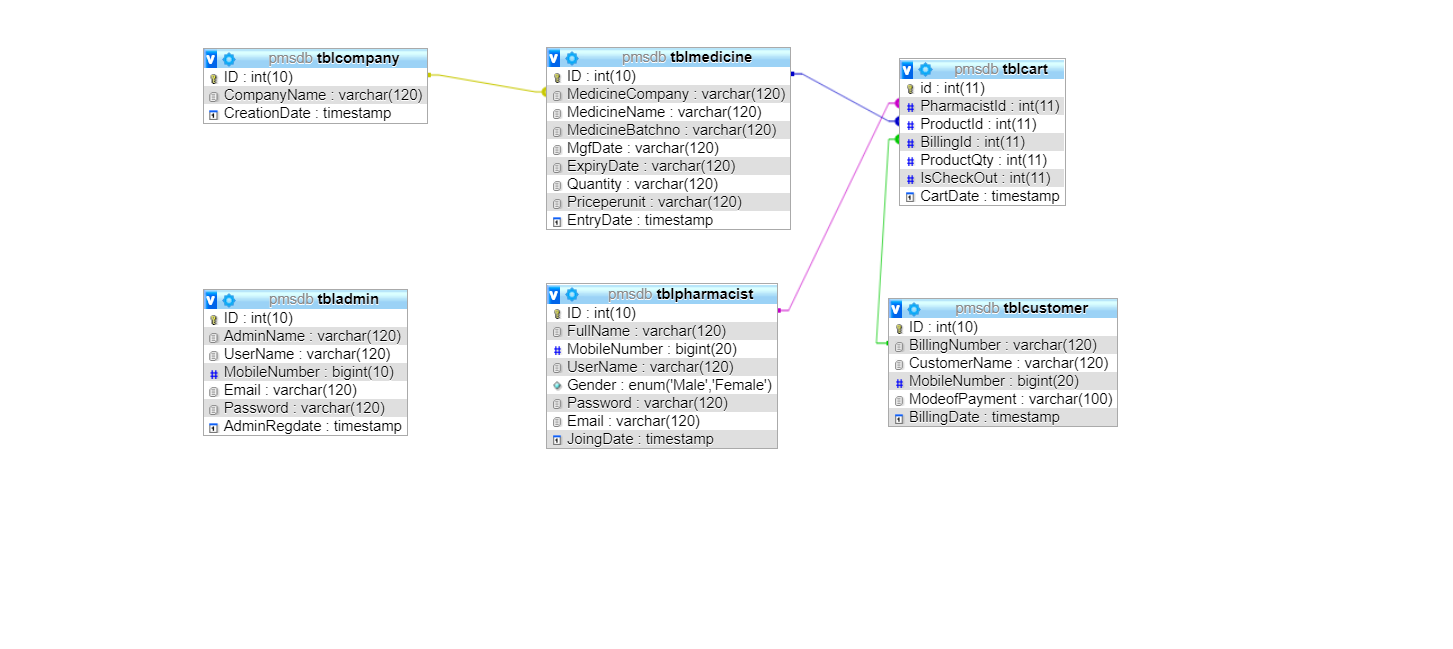 pmsdb tblcompany
ID : int(10)
CompanyName : varchar(120)
CreationDate : timestamp
pmsdb tblmedicine
ID : int(10)
MedicineCompany : varchar(120)
MedicineName : varchar(120)
MedicineBatchno : varchar(120)
MgfDate : varchar(120)
ExpiryDate : varchar(120)
Quantity : varchar(120)
Priceperunit : varchar(120)
EntryDate : timestamp
pmsdb tblcart
id : int(11)
PharmacistId : int(11)
ProductId : int(11)
BillingId : int(11)
ProductQty : int(11)
IsCheckOut : int(11)
CartDate : timestamp
pmsdb tbladmin
ID : int(10)
AdminName : varchar(120)
UserName : varchar(120)
MobileNumber : bigint(10)
Email : varchar(120)
Password : varchar(120)
AdminRegdate : timestamp
pmsdb tblpharmacist
ID : int(10)
FullName : varchar(120)
MobileNumber : bigint(20)
UserName : varchar(120)
Gender : enum('Male','Female')
Password : varchar(120)
Email : varchar(120)
JoingDate : timestamp
pmsdb tblcustomer
ID : int(10)
BillingNumber : varchar(120)
CustomerName : varchar(120)
MobileNumber : bigint(20)
ModeofPayment : varchar(100)
BillingDate : timestamp